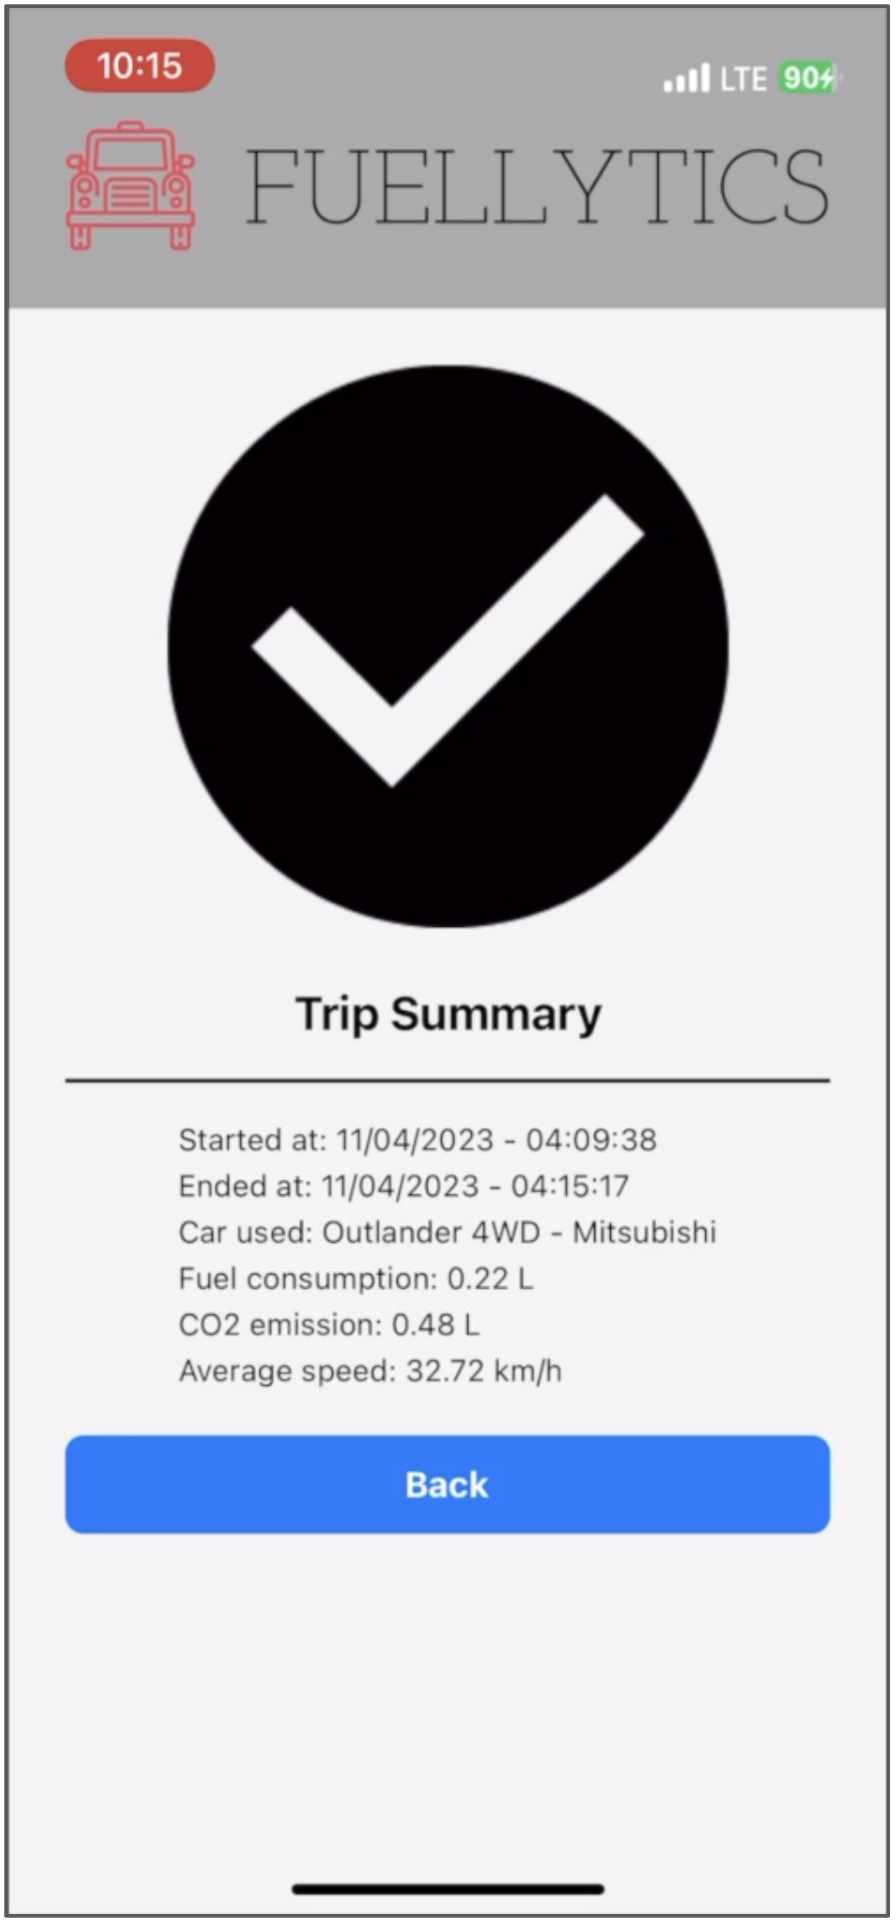 10:15
LTE 90
FUELLYTICS
Trip Summary
Started at: 11/04/2023 - 04:09:38
Ended at: 11/04/2023 - 04:15:17
Car used: Outlander 4WD - Mitsubishi
Fuel consumption: 0.22 L
CO2 emission: 0.48 L
Average speed: 32.72 km/h
Back